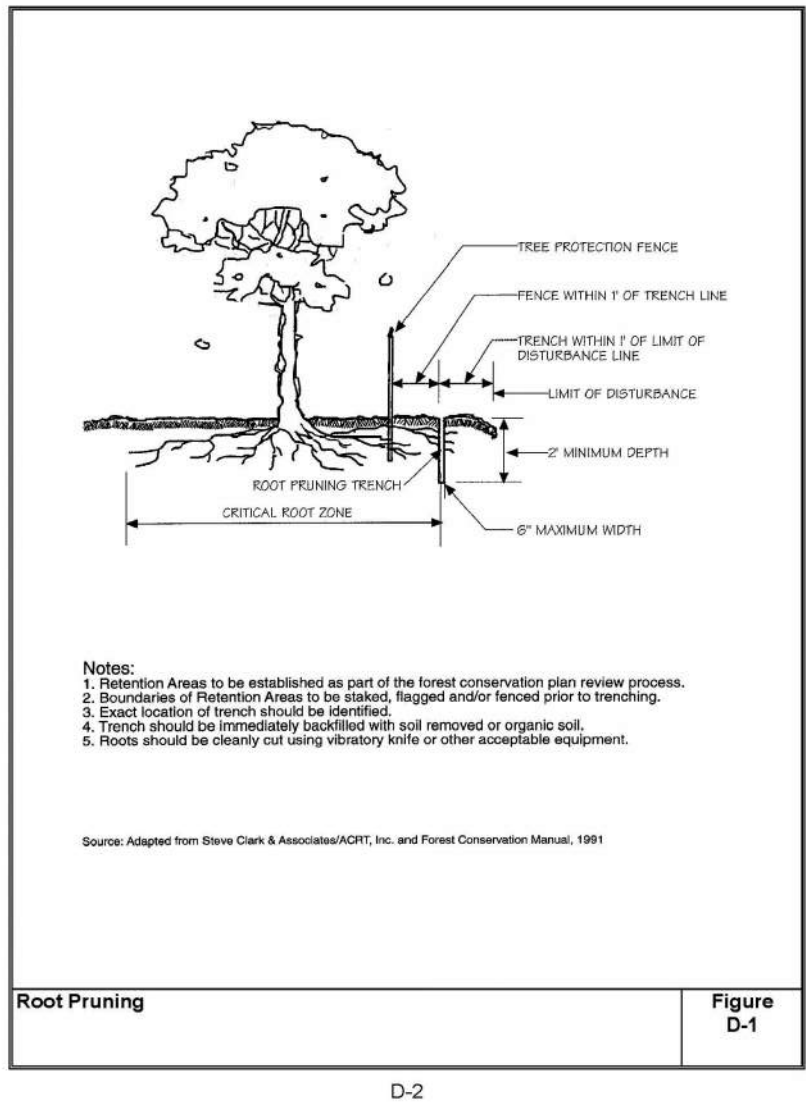 TREE PROTECTION FENCE
FENCE WITHIN 1' OF TRENCH LINE
TRENCH WITHIN 1' OF LIMIT OF
DISTURBANCE LINE
LIMIT OF DISTURBANCE
2' MINIMUM DEPTH
ROOT PRUNING TRENCH
CRITICAL ROOT ZONE
6" MAXIMUM WIDTH
Notes:
1. Retention Areas to be established as part of the forest conservation plan review process.
2. Boundaries of Retention Areas to be staked, flagged and/or fenced prior to trenching.
3. Exact location of trench should be identified.
4. Trench should be immediately backfilled with soil removed or organic soil.
5. Roots should be cleanly cut using vibratory knife or other acceptable equipment.
Source: Adapted from Steve Clark & Associates/ACRT, Inc. and Forest Conservation Manual, 1991
Root Pruning
Figure
D-1
D-2